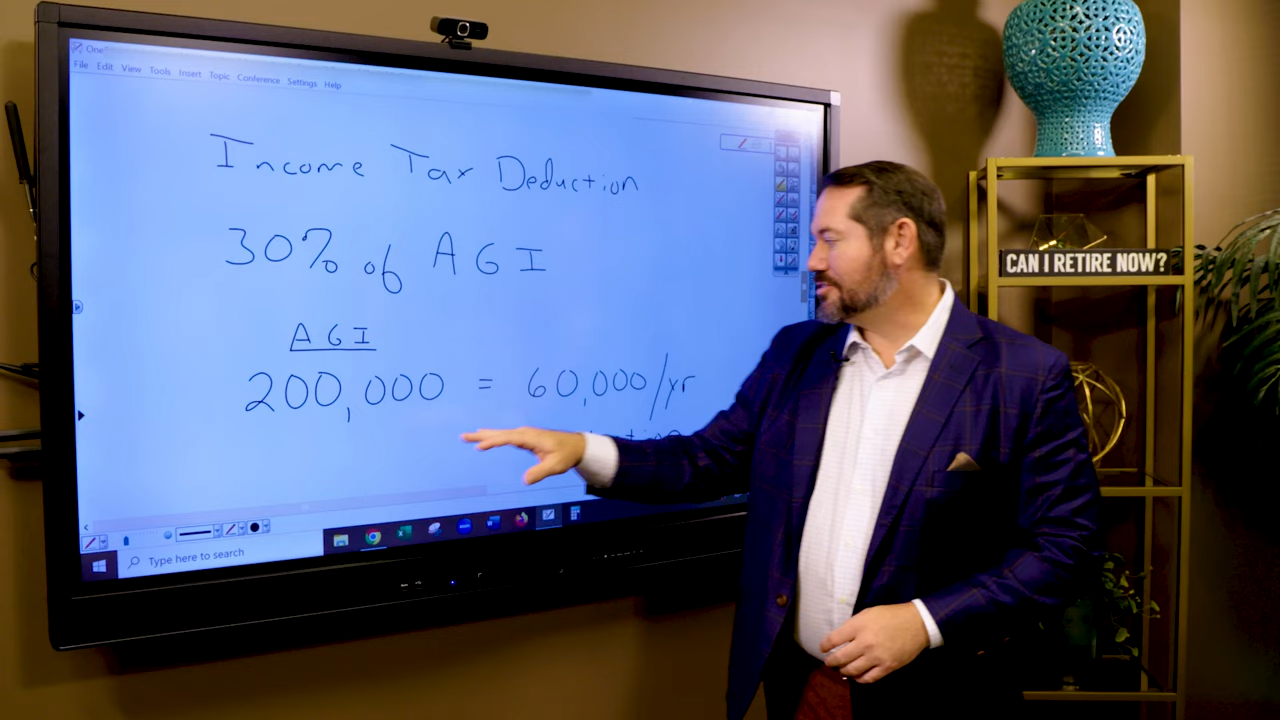 One
File Edit View Tools Insert Topic Conference Settings Help
Income Tax Deduction
30% of AGI
AGI
200,000 = 60,000/yr
Type here to search
CAN I RETIRE NOW?